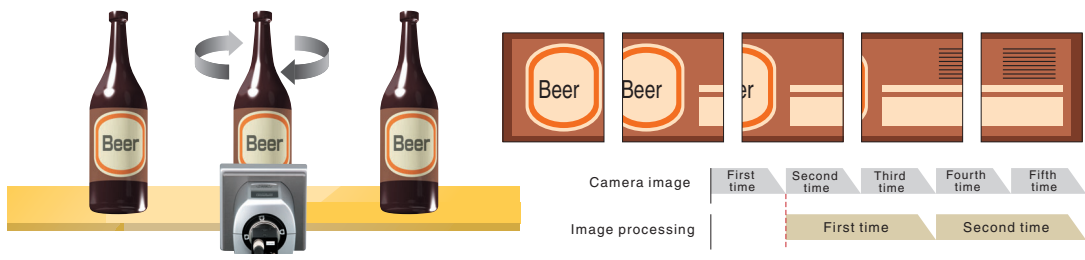 Beer
Beer
Beer
Beer
Beer
er
Camera image
First
time
Second
time
Third
time
Fourth
time
Fifth
time
Image processing
First time
Second time